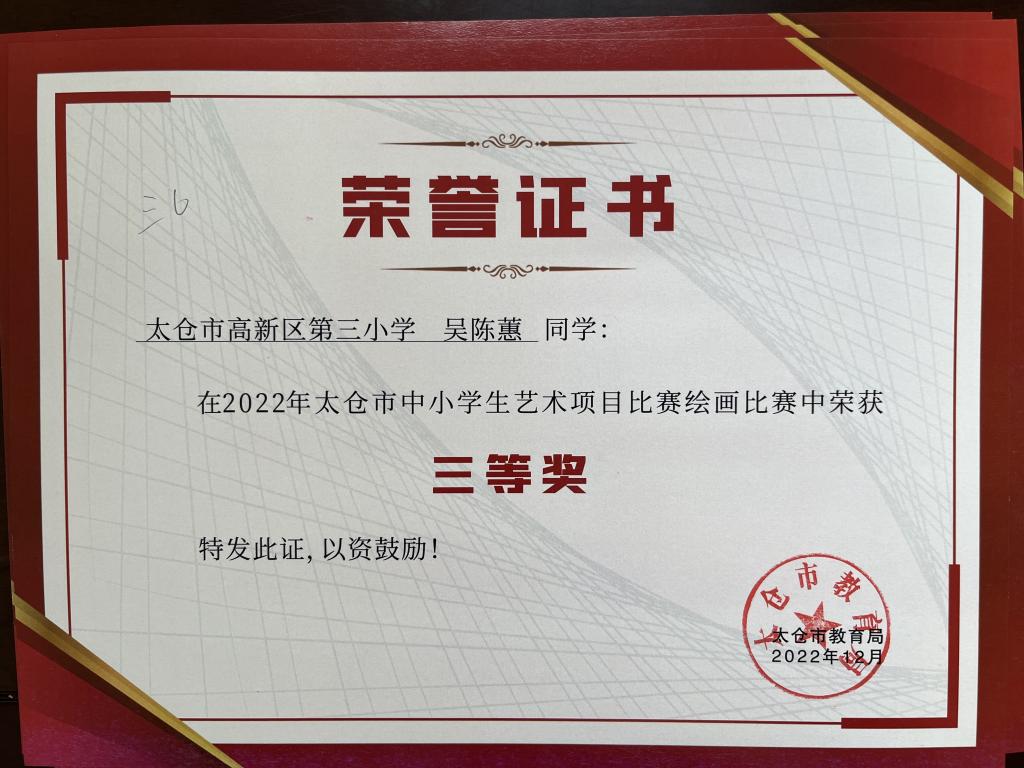 荣誉证书
三6
太仓市高新区第三小学 吴陈蕙 同学：
在2022年太仓市中小学生艺术项目比赛绘画比赛中荣获
三等奖
特发此证，以资鼓励！
太仓市教育局
太仓市教育局
2022年12月